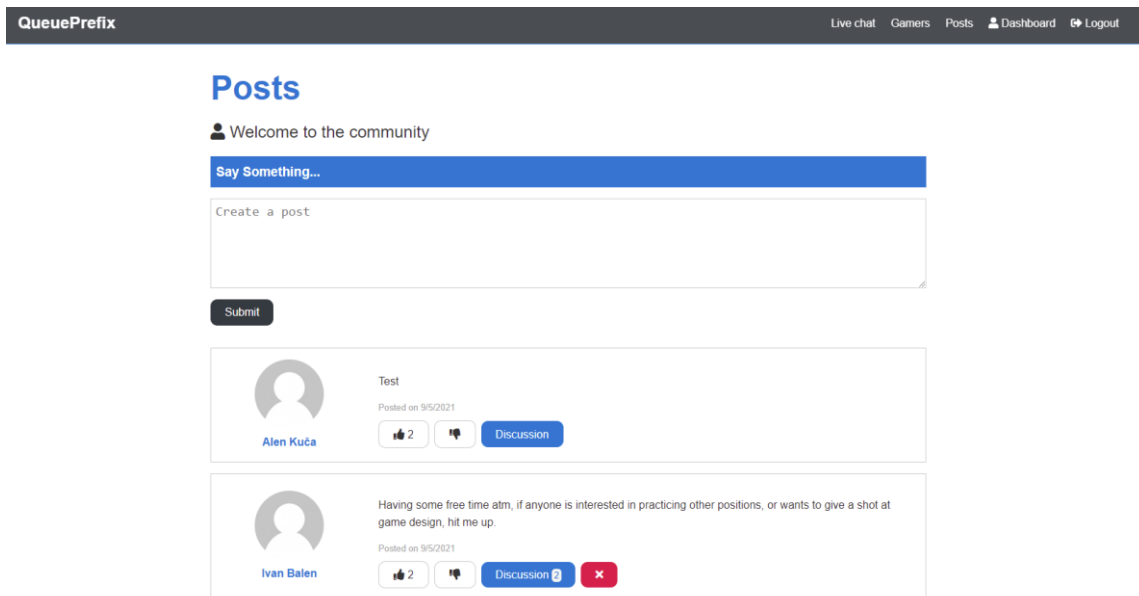 QueuePrefix Live chat Gamers Posts Dashboard Logout
Posts
Welcome to the community
Say Something...
Create a post
Submit
Test
Posted on 9/5/2021
Alen Kuća
2 Discussion
Having some free time atm, if anyone is interested in practicing other positions, or wants to give a shot at
game design, hit me up.
Posted on 9/5/2021
Ivan Balen
2 Discussion 2